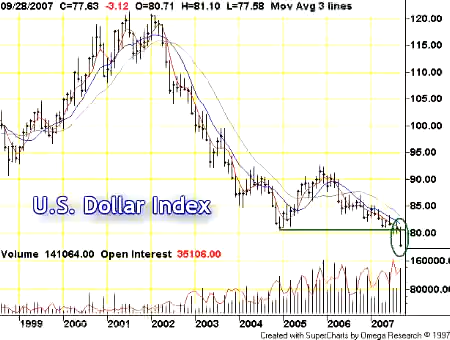 09/28/2007 C=77.63 -3.12 O=80.71 H=81.10 L=77.58 Mov Avg 3 lines
120.00
115.00
110.00
105.00
100.00
95.00
90.00
85.00
80.00
U.S. Dollar Index
Volume 141064.00 Open Interest 35106.00
160000.00
80000.00
1999 2000 2001 2002 2003 2004 2005 2006 2007
Created with SuperCharts by Omega Research © 1997